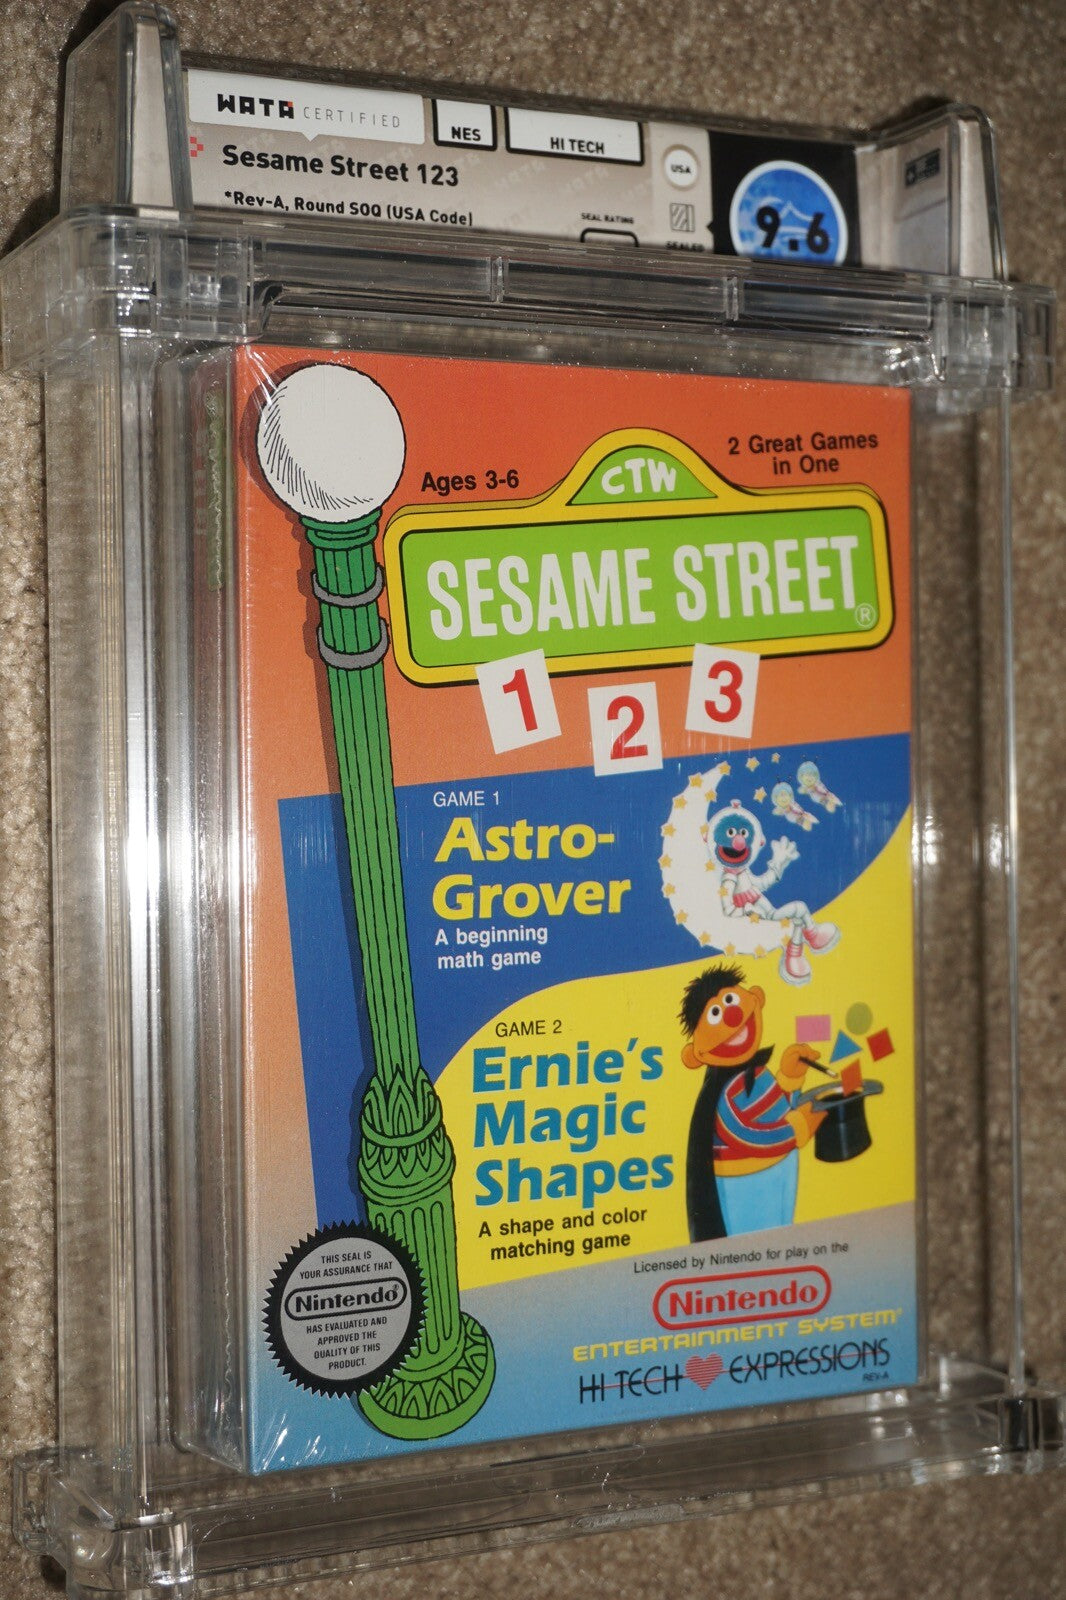 WATA CERTIFIED
NES
HI TECH
Sesame Street 123
*Rev-A, Round SOQ (USA Code)
SEAL RATING
USA
SEALED
9.6
Ages 3-6
CTW
2 Great Games
in One
SESAME STREET®
1 2 3
GAME 1
Astro-
Grover
A beginning
math game
GAME 2
Ernie's
Magic
Shapes
A shape and color
matching game
THIS SEAL IS
YOUR ASSURANCE THAT
Nintendo®
HAS EVALUATED AND
APPROVED THE
QUALITY OF THIS
PRODUCT.
Licensed by Nintendo for play on the
Nintendo
ENTERTAINMENT SYSTEM®
HI TECH EXPRESSIONS
REV-A